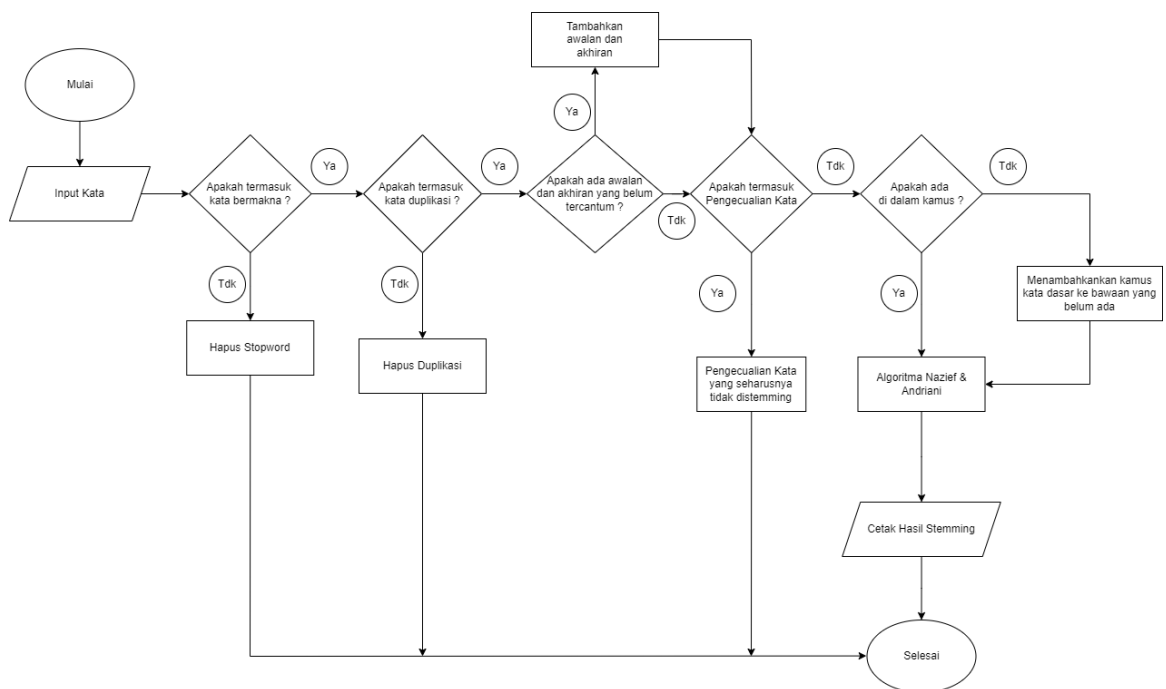 Tambahkan
awalan dan
akhiran
Mulai
Ya
Input Kata
Apakah termasuk
kata bermakna ?
Ya
Apakah termasuk
kata duplikasi ?
Ya
Apakah ada awalan
dan akhiran yang belum
tercantum ?
Tdk
Apakah termasuk
Pengecualian Kata
Tdk
Apakah ada
di dalam kamus ?
Tdk
Tdk
Tdk
Ya
Ya
Menambahkankan kamus
kata dasar ke bawaan yang
belum ada
Hapus Stopword
Hapus Duplikasi
Pengecualian Kata
yang seharusnya
tidak distemming
Algoritma Nazief &
Andriani
Cetak Hasil Stemming
Selesai